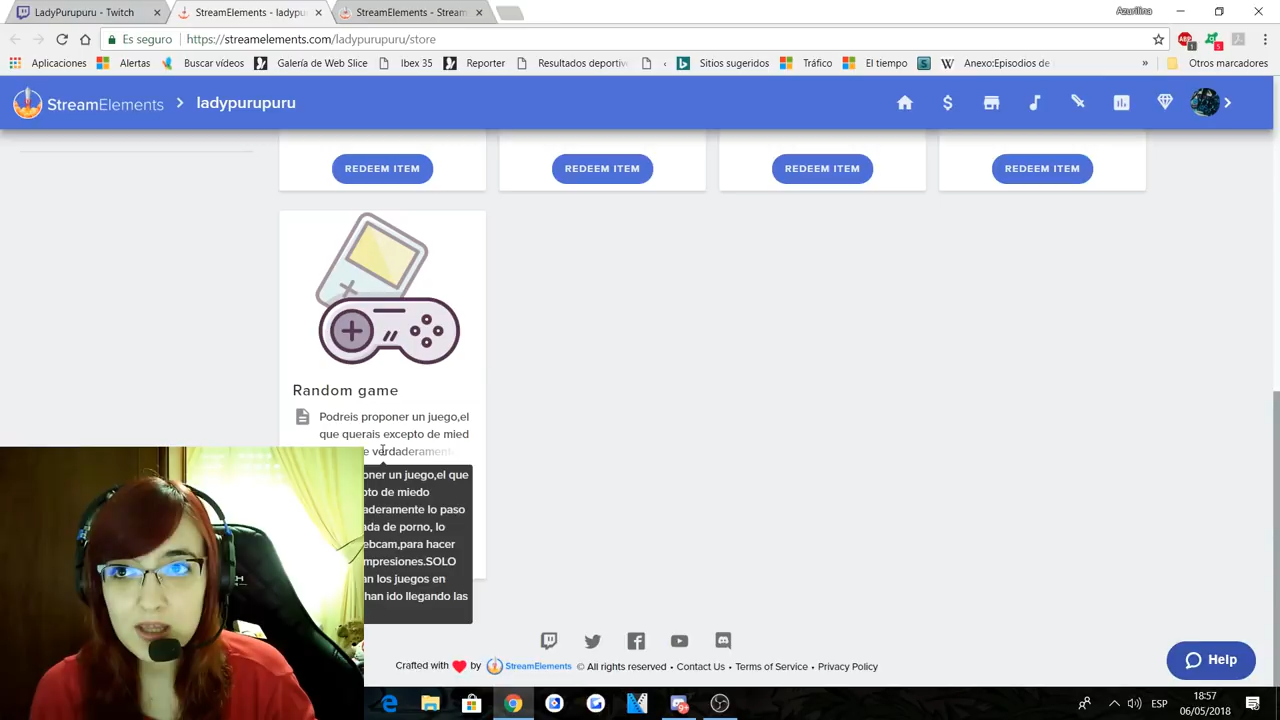 LadyPurupuru - Twitch
StreamElements - ladypu
StreamElements - Stream
Azurilina
Es seguro
https://streamelements.com/ladypurupuru/store
Aplicaciones
Alertas
Buscar vídeos
Galería de Web Slice
Ibex 35
Reporter
Resultados deportiv
Sitios sugeridos
Tráfico
El tiempo
Anexo:Episodios de
»
Otros marcadores
StreamElements
ladypurupuru
REDEEM ITEM
REDEEM ITEM
REDEEM ITEM
REDEEM ITEM
Random game
Podreis proponer un juego,el
que querais excepto de mied
e verdaderament
oner un juego,el que
pto de miedo
aderamente lo paso
ada de porno, lo
ebcam,para hacer
mpresiones.SOLO
an los juegos en
han ido llegando las
Crafted with by StreamElements © All rights reserved • Contact Us • Terms of Service • Privacy Policy
Help
ESP
18:57
06/05/2018